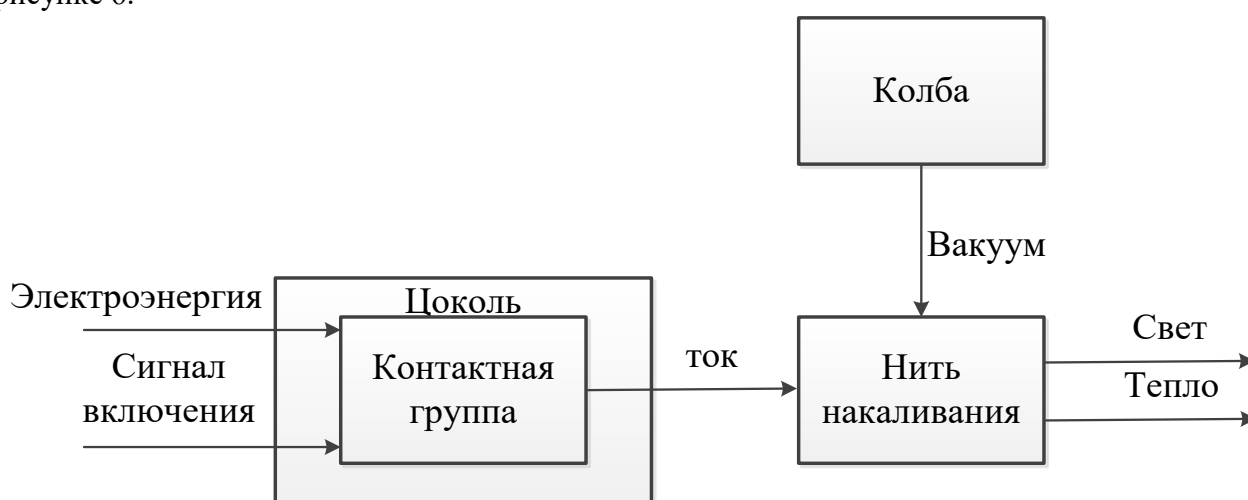 рисунке 6.
Колба
Вакуум
Электроэнергия
Цоколь
Сигнал
включения
Контактная
группа
ток
Нить
накаливания
Свет
Тепло